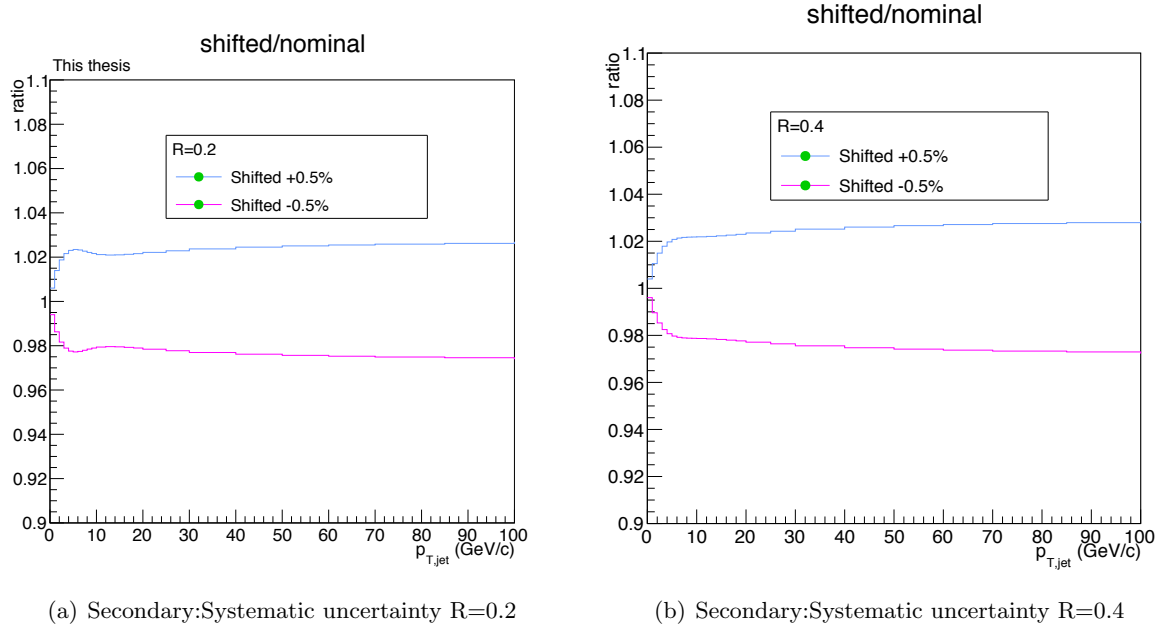 shifted/nominal
This thesis
ratio
1.1
1.08
1.06
1.04
1.02
1
0.98
0.96
0.94
0.92
0.9
R=0.2
Shifted +0.5%
Shifted -0.5%
0 10 20 30 40 50 60 70 80 90 100
p_T,jet (GeV/c)
(a) Secondary:Systematic uncertainty R=0.2
shifted/nominal
ratio
1.1
1.08
1.06
1.04
1.02
1
0.98
0.96
0.94
0.92
0.9
R=0.4
Shifted +0.5%
Shifted -0.5%
0 10 20 30 40 50 60 70 80 90 100
p_T,jet (GeV/c)
(b) Secondary:Systematic uncertainty R=0.4